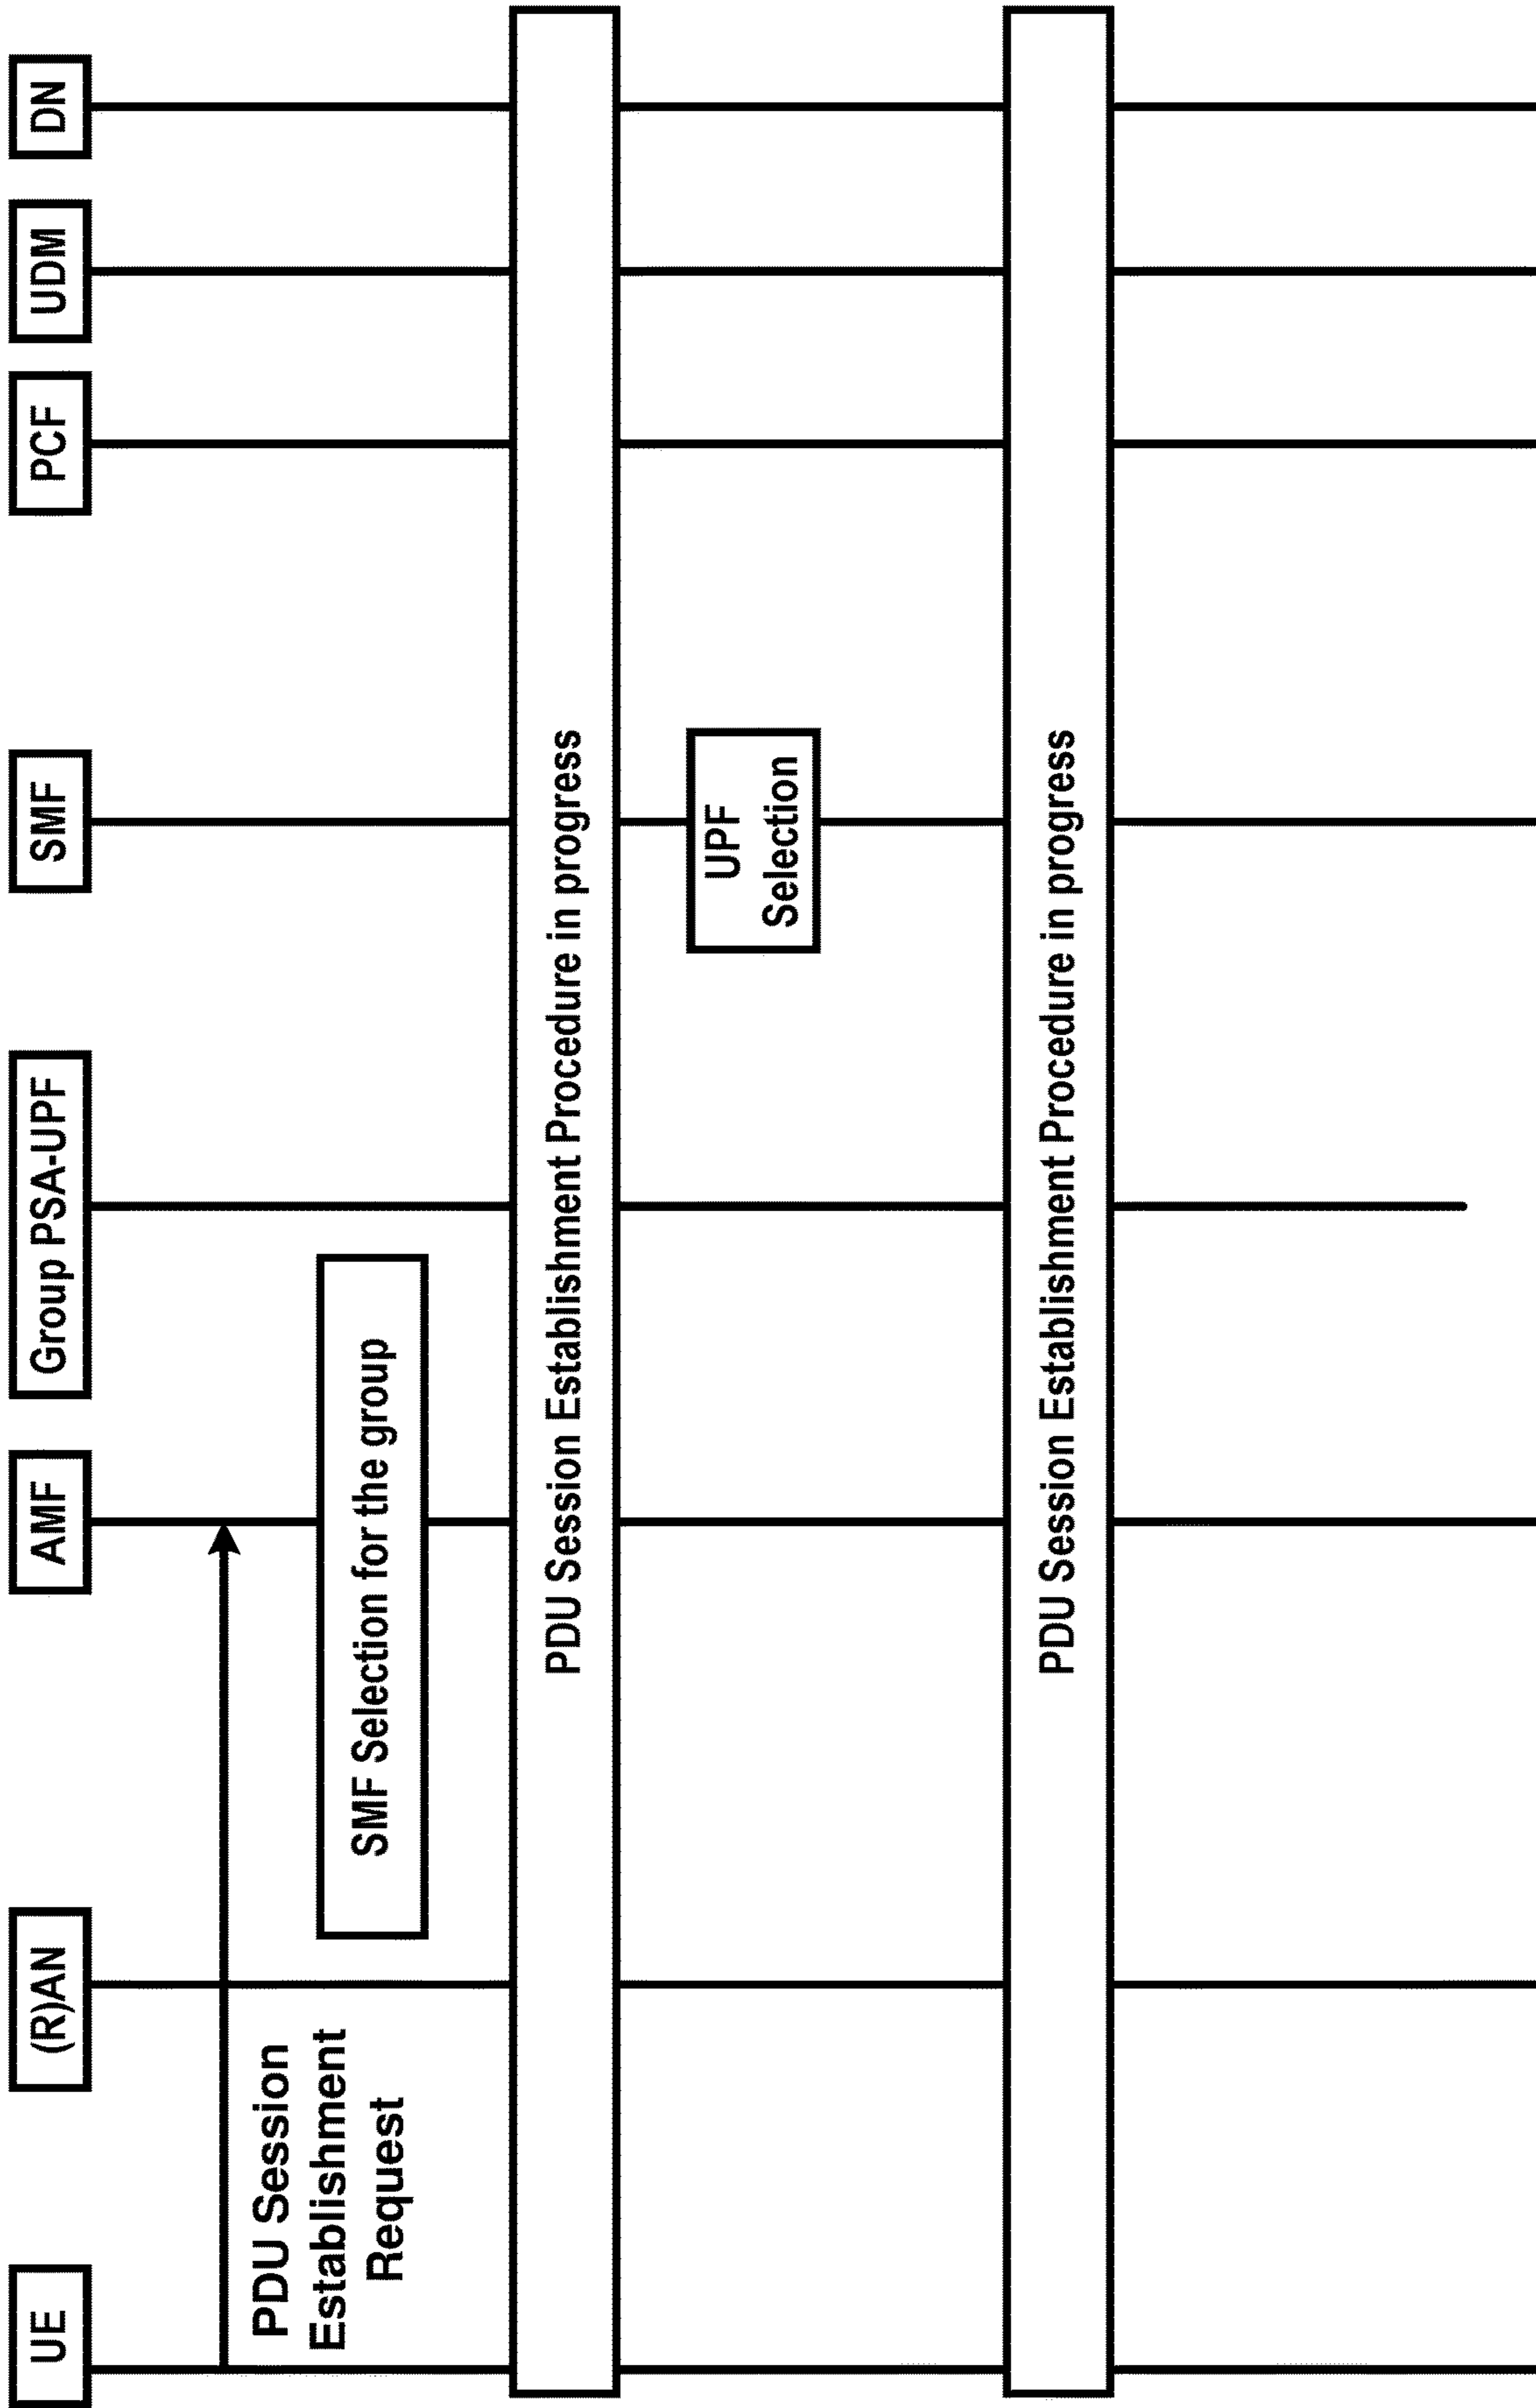 UE
(R)AN
AMF
Group PSA-UPF
SMF
PCF
UDM
DN
PDU Session
Establishment
Request
SMF Selection for the group
PDU Session Establishment Procedure in progress
UPF
Selection
PDU Session Establishment Procedure in progress